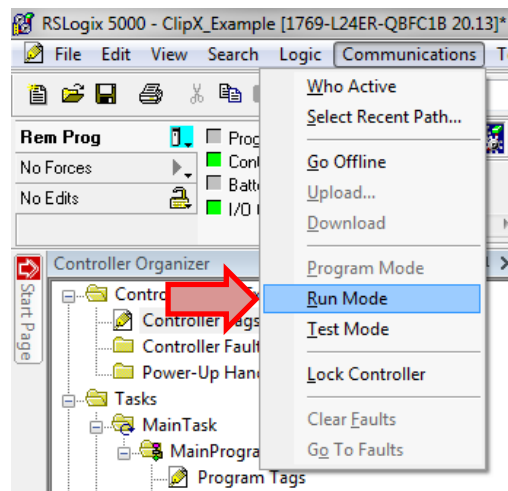 RSLogix 5000 - ClipX_Example [1769-L24ER-QBFC1B 20.13]*
File Edit View Search Logic Communications T
Who Active
Select Recent Path...
Rem Prog
Prog
No Forces
Cont
Go Offline
Batt
Upload...
No Edits
I/O
Download
Program Mode
Controller Organizer
Run Mode
Start Page
Contro
Controller
Test Mode
Controller Fault
Power-Up Han
Lock Controller
Tasks
MainTask
Clear Faults
MainProgra
Go To Faults
Program Tags